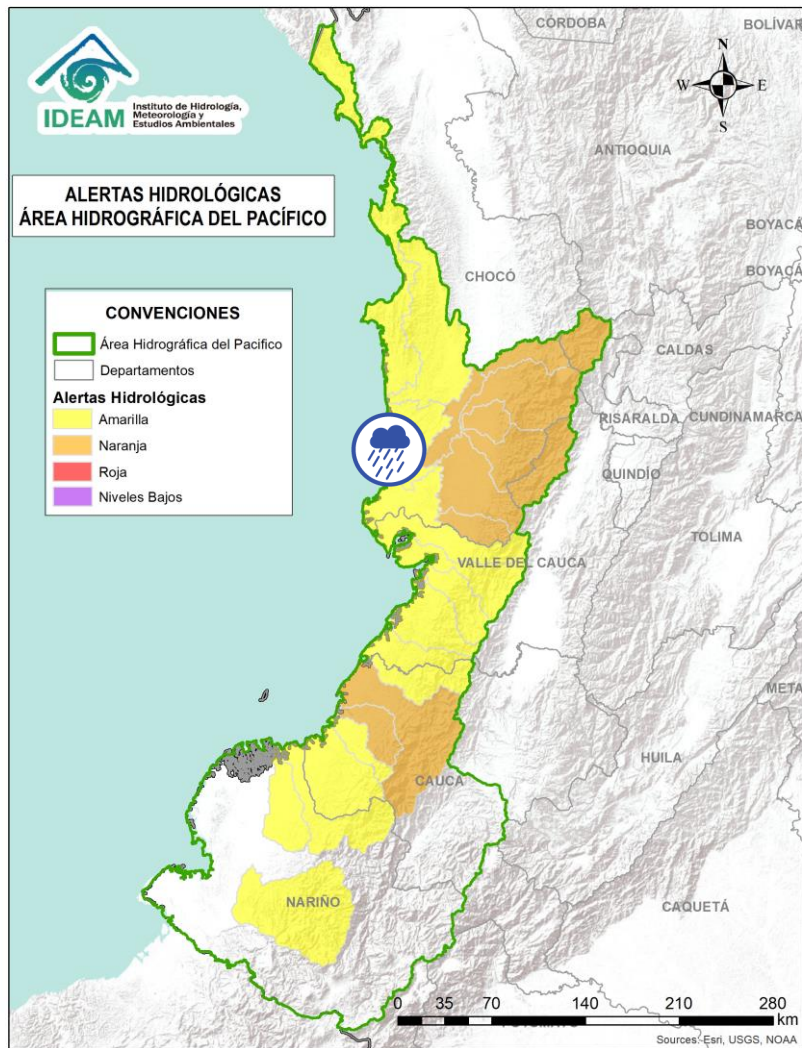 IDEAM
Instituto de Hidrología,
Meteorología y
Estudios Ambientales
ALERTAS HIDROLÓGICAS
ÁREA HIDROGRÁFICA DEL PACÍFICO
CONVENCIONES
Área Hidrográfica del Pacifico
Departamentos
Alertas Hidrológicas
Amarilla
Naranja
Roja
Niveles Bajos
N
W E
S
CÓRDOBA
BOLÍVAR
ANTIOQUIA
BOYACÁ
BOYACÁ
CHOCÓ
CALDAS
RISARALDA
CUNDINAMARCA
QUINDÍO
TOLIMA
VALLE DEL CAUCA
META
HUILA
CAUCA
NARIÑO
CAQUETÁ
0 35 70 140 210 280
km
Sources: Esri, USGS, NOAA